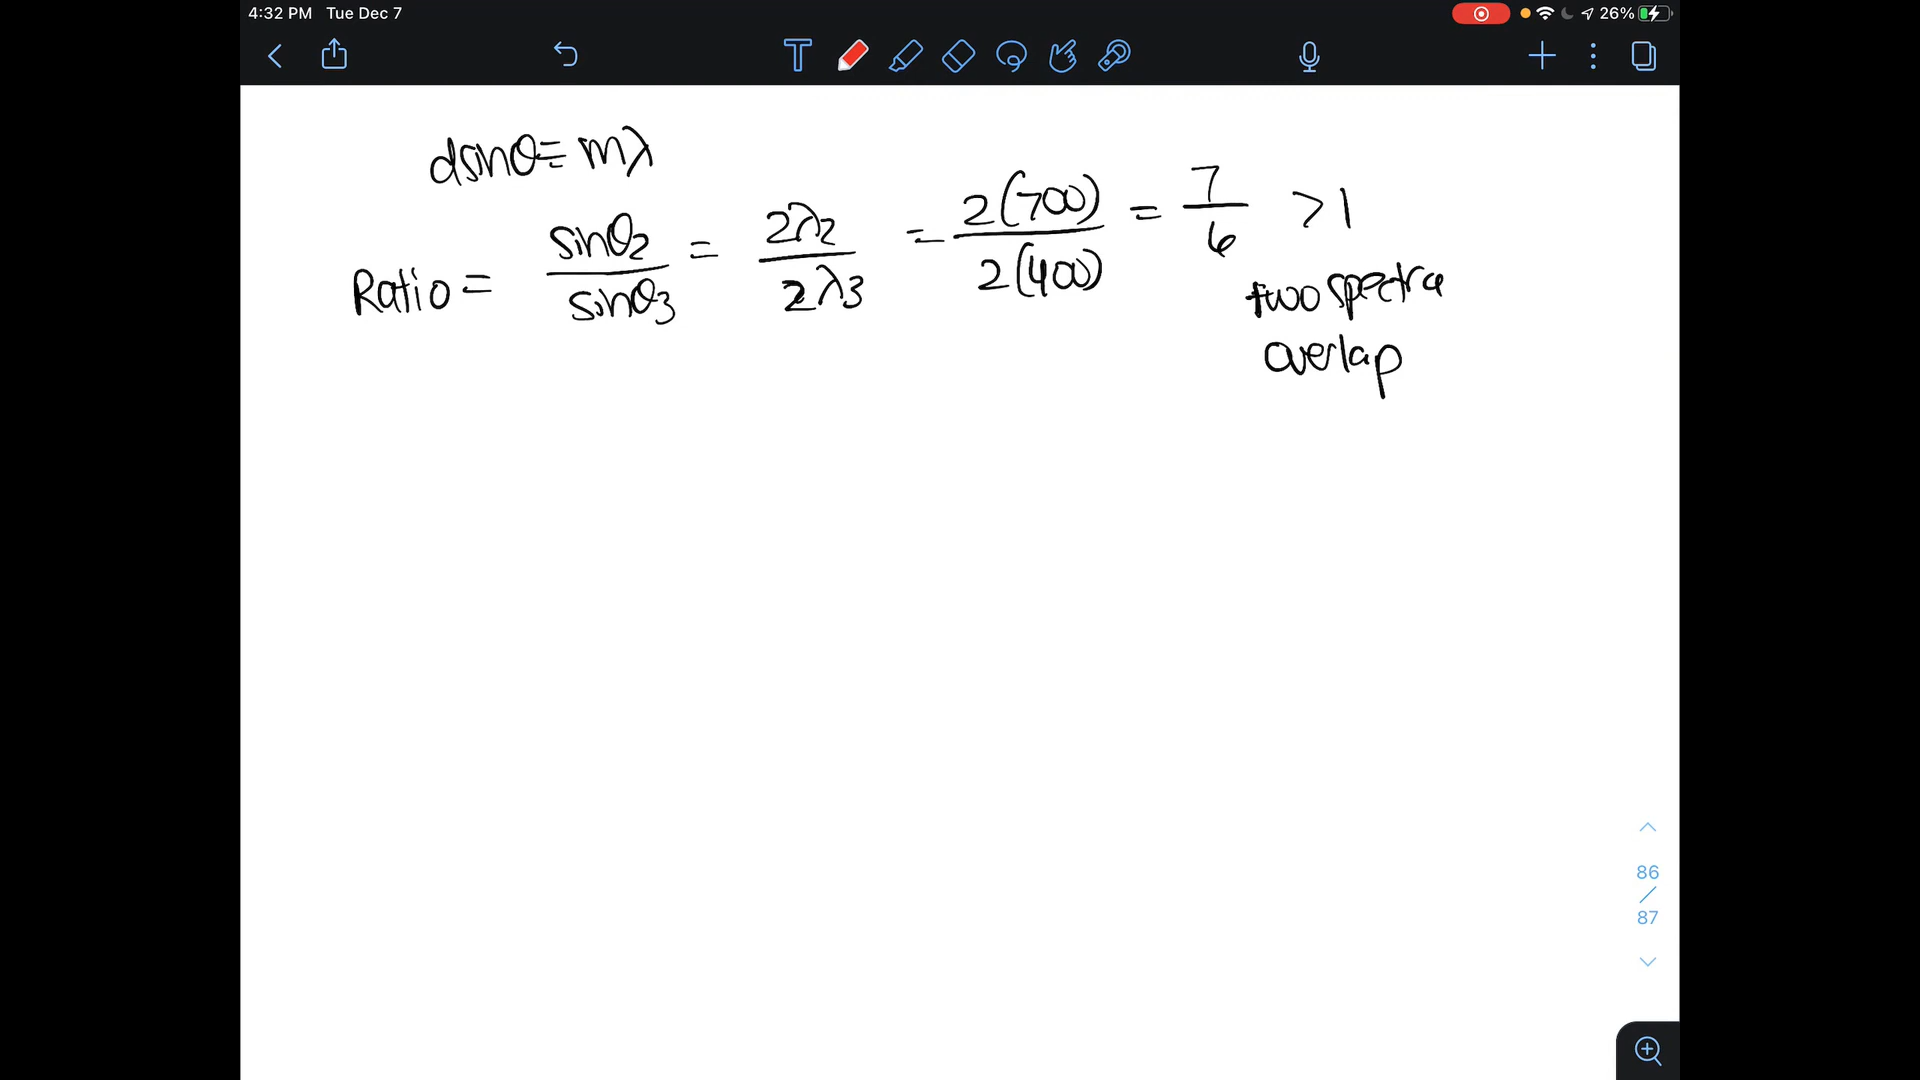 4:32 PM Tue Dec 7
26%
T
dsinθ = mλ
Ratio = sinθ₂ / sinθ₃ = 2λ₂ / 2λ₃ = 2(700) / 2(400) = 7 / 6 > 1
two spectra
overlap
86
/
87